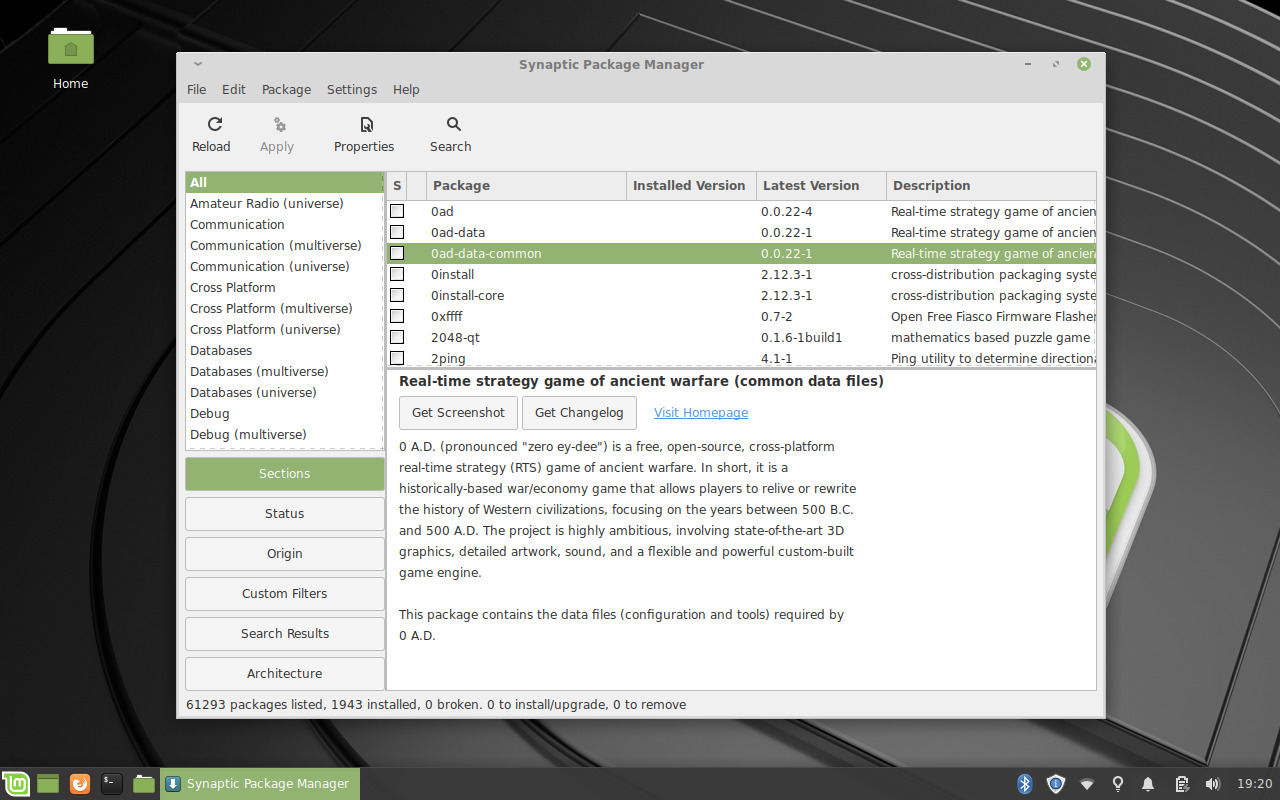 Home
Synaptic Package Manager
File Edit Package Settings Help
Reload Apply Properties Search
All
Amateur Radio (universe)
Communication
Communication (multiverse)
Communication (universe)
Cross Platform
Cross Platform (multiverse)
Cross Platform (universe)
Databases
Databases (multiverse)
Databases (universe)
Debug
Debug (multiverse)
Sections
Status
Origin
Custom Filters
Search Results
Architecture
S Package Installed Version Latest Version Description
0ad 0.0.22-4 Real-time strategy game of ancien
0ad-data 0.0.22-1 Real-time strategy game of ancien
0ad-data-common 0.0.22-1 Real-time strategy game of ancien
0install 2.12.3-1 cross-distribution packaging syste
0install-core 2.12.3-1 cross-distribution packaging syste
0xffff 0.7-2 Open Free Fiasco Firmware Flasher
2048-qt 0.1.6-1build1 mathematics based puzzle game
2ping 4.1-1 Ping utility to determine directiona
Real-time strategy game of ancient warfare (common data files)
Get Screenshot Get Changelog Visit Homepage
0 A.D. (pronounced "zero ey-dee") is a free, open-source, cross-platform
real-time strategy (RTS) game of ancient warfare. In short, it is a
historically-based war/economy game that allows players to relive or rewrite
the history of Western civilizations, focusing on the years between 500 B.C.
and 500 A.D. The project is highly ambitious, involving state-of-the-art 3D
graphics, detailed artwork, sound, and a flexible and powerful custom-built
game engine.
This package contains the data files (configuration and tools) required by
0 A.D.
61293 packages listed, 1943 installed, 0 broken. 0 to install/upgrade, 0 to remove
Synaptic Package Manager 19:20